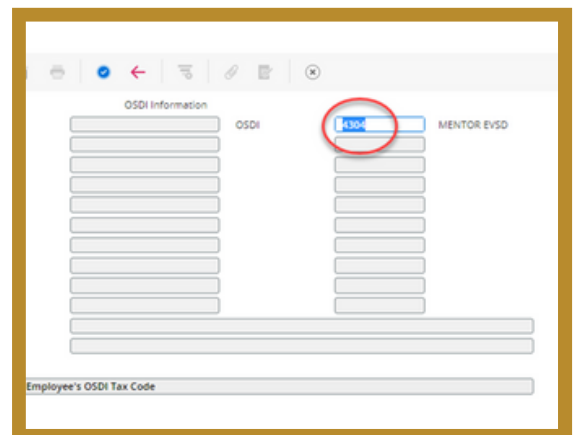 OSDI Information
OSDI 4304 MENTOR EVSD
Employee's OSDI Tax Code